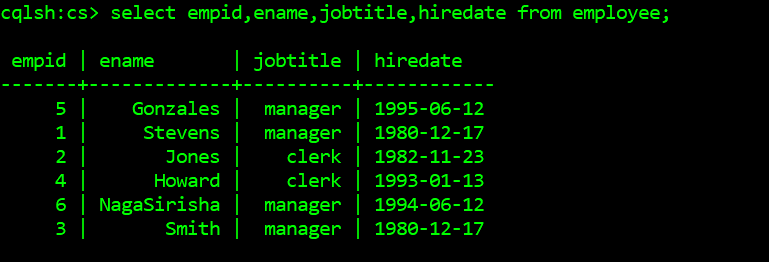 cqlsh:cs> select empid,ename,jobtitle,hiredate from employee;
 empid | ename       | jobtitle | hiredate
-------+-------------+----------+------------
     5 |    Gonzales |  manager | 1995-06-12
     1 |     Stevens |  manager | 1980-12-17
     2 |       Jones |    clerk | 1982-11-23
     4 |      Howard |    clerk | 1993-01-13
     6 | NagaSirisha |  manager | 1994-06-12
     3 |       Smith |  manager | 1980-12-17